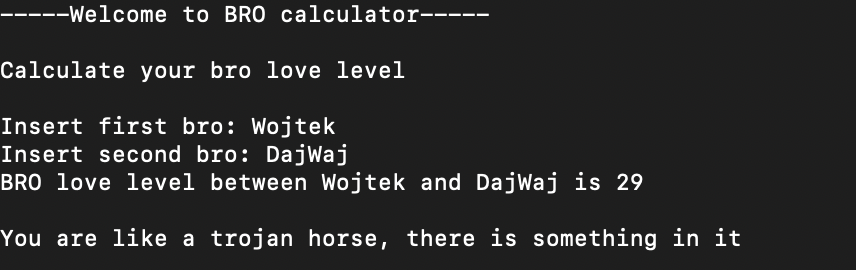 -----Welcome to BRO calculator-----
Calculate your bro love level
Insert first bro: Wojtek
Insert second bro: DajWaj
BRO love level between Wojtek and DajWaj is 29
You are like a trojan horse, there is something in it